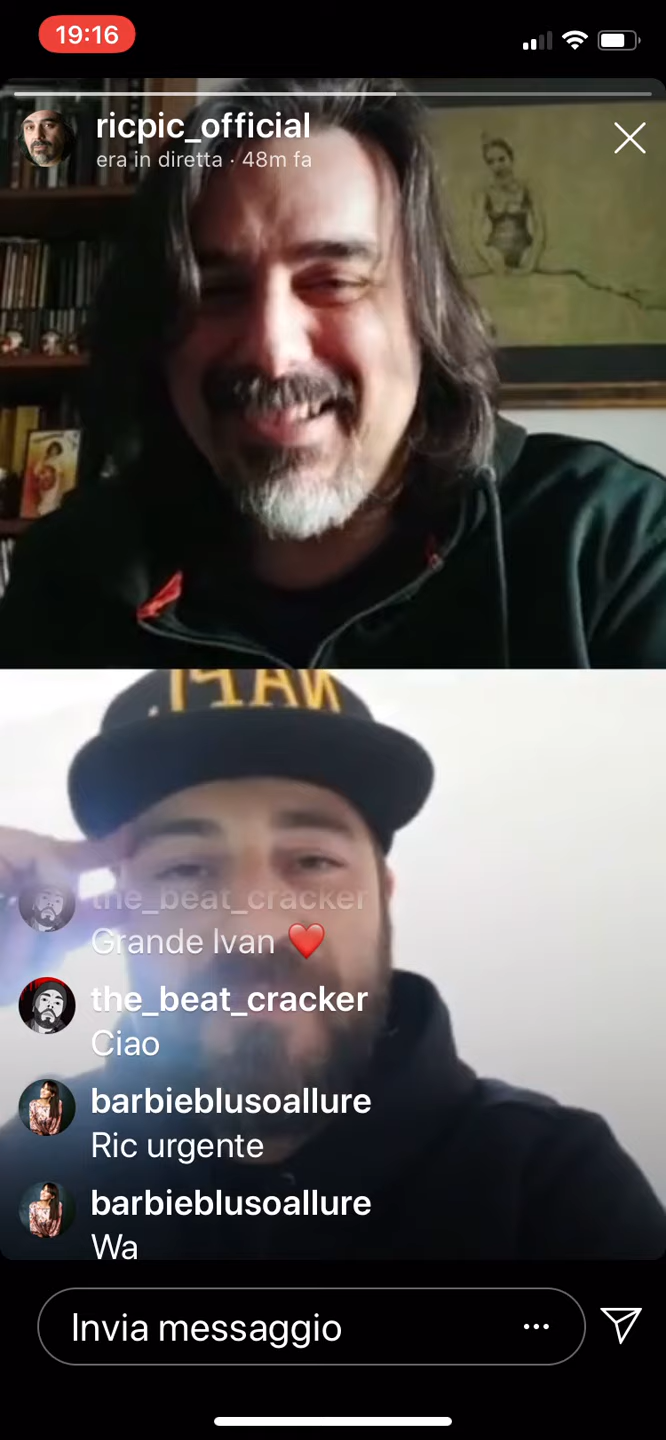 19:16
ricpic_official
era in diretta · 48m fa
NAPL.
the_beat_cracker
Grande Ivan ❤️
the_beat_cracker
Ciao
barbieblusoallure
Ric urgente
barbieblusoallure
Wa
Invia messaggio